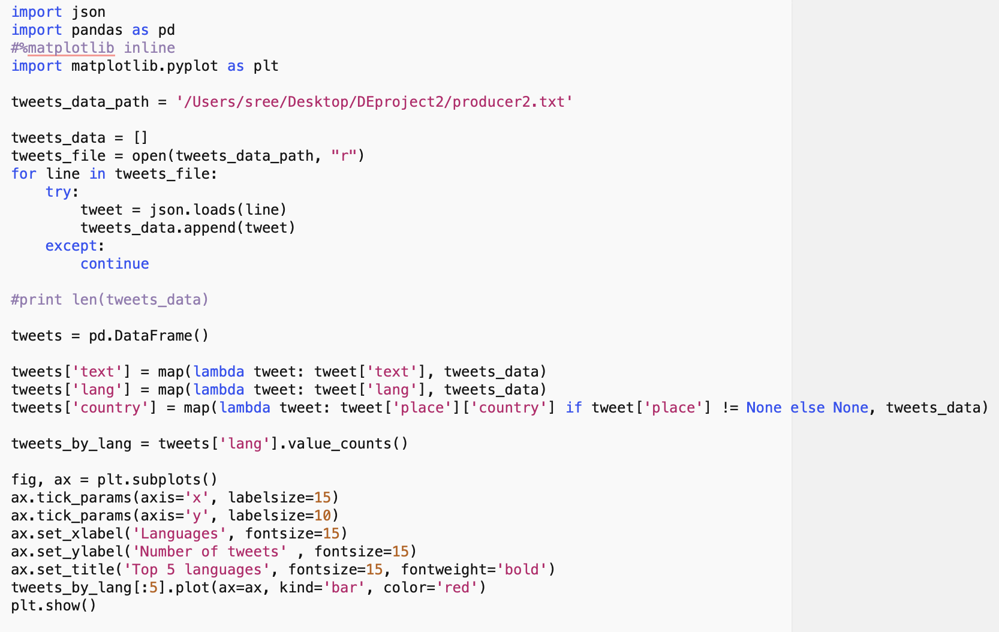 import json
import pandas as pd
#%matplotlib inline
import matplotlib.pyplot as plt

tweets_data_path = '/Users/sree/Desktop/DEproject2/producer2.txt'

tweets_data = []
tweets_file = open(tweets_data_path, "r")
for line in tweets_file:
    try:
        tweet = json.loads(line)
        tweets_data.append(tweet)
    except:
        continue

#print len(tweets_data)

tweets = pd.DataFrame()

tweets['text'] = map(lambda tweet: tweet['text'], tweets_data)
tweets['lang'] = map(lambda tweet: tweet['lang'], tweets_data)
tweets['country'] = map(lambda tweet: tweet['place']['country'] if tweet['place'] != None else None, tweets_data)

tweets_by_lang = tweets['lang'].value_counts()

fig, ax = plt.subplots()
ax.tick_params(axis='x', labelsize=15)
ax.tick_params(axis='y', labelsize=10)
ax.set_xlabel('Languages', fontsize=15)
ax.set_ylabel('Number of tweets' , fontsize=15)
ax.set_title('Top 5 languages', fontsize=15, fontweight='bold')
tweets_by_lang[:5].plot(ax=ax, kind='bar', color='red')
plt.show()